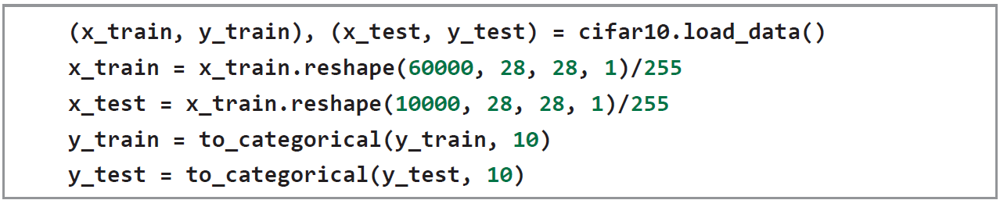 (x_train, y_train), (x_test, y_test) = cifar10.load_data()
x_train = x_train.reshape(60000, 28, 28, 1)/255
x_test = x_train.reshape(10000, 28, 28, 1)/255
y_train = to_categorical(y_train, 10)
y_test = to_categorical(y_test, 10)